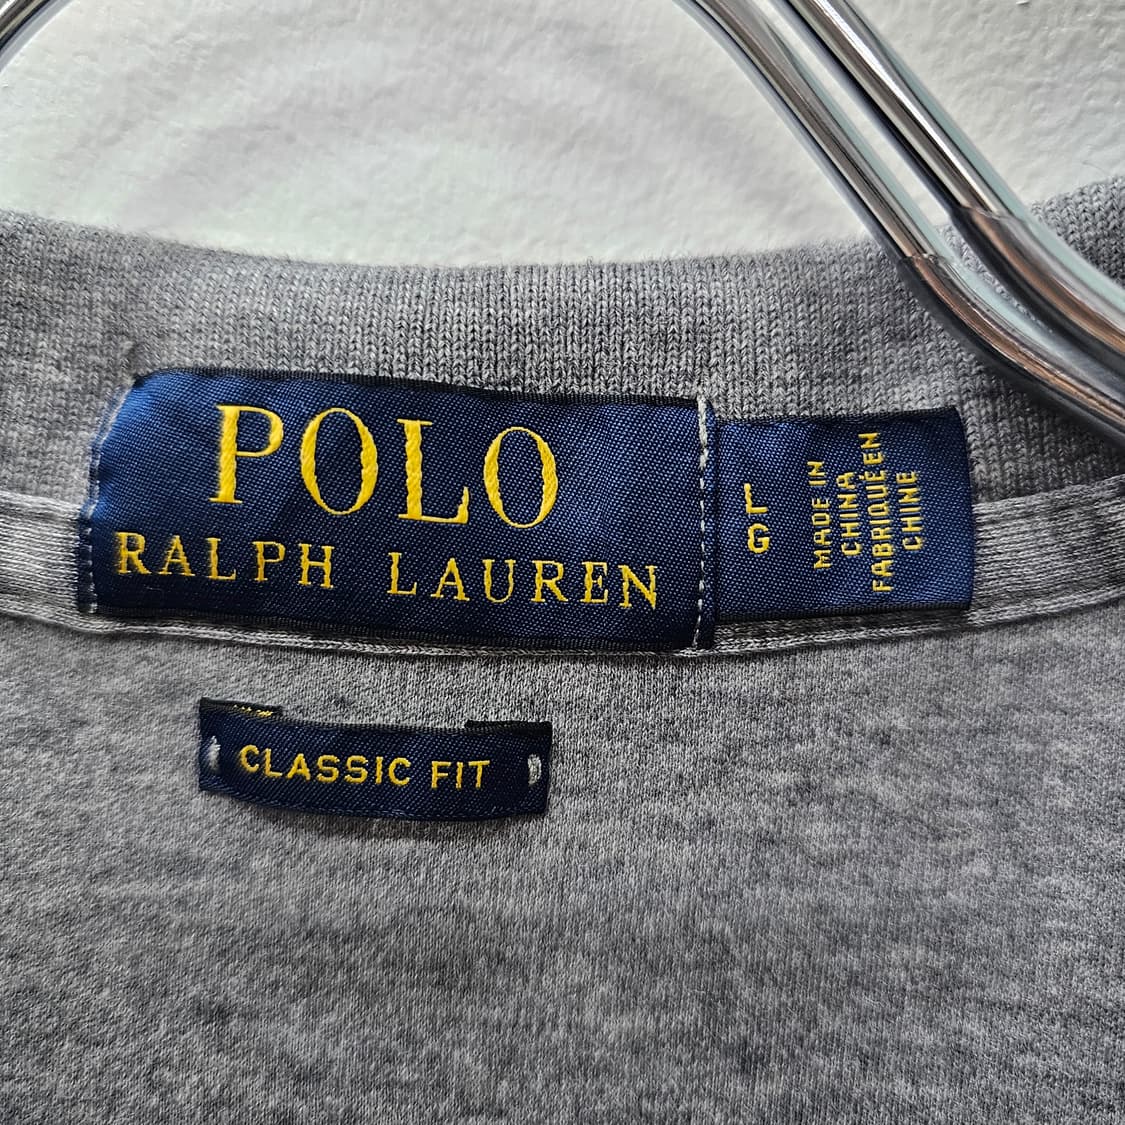 POLO
RALPH LAUREN
L
G
MADE IN
CHINA
FABRIQUÉ EN
CHINE
CLASSIC FIT